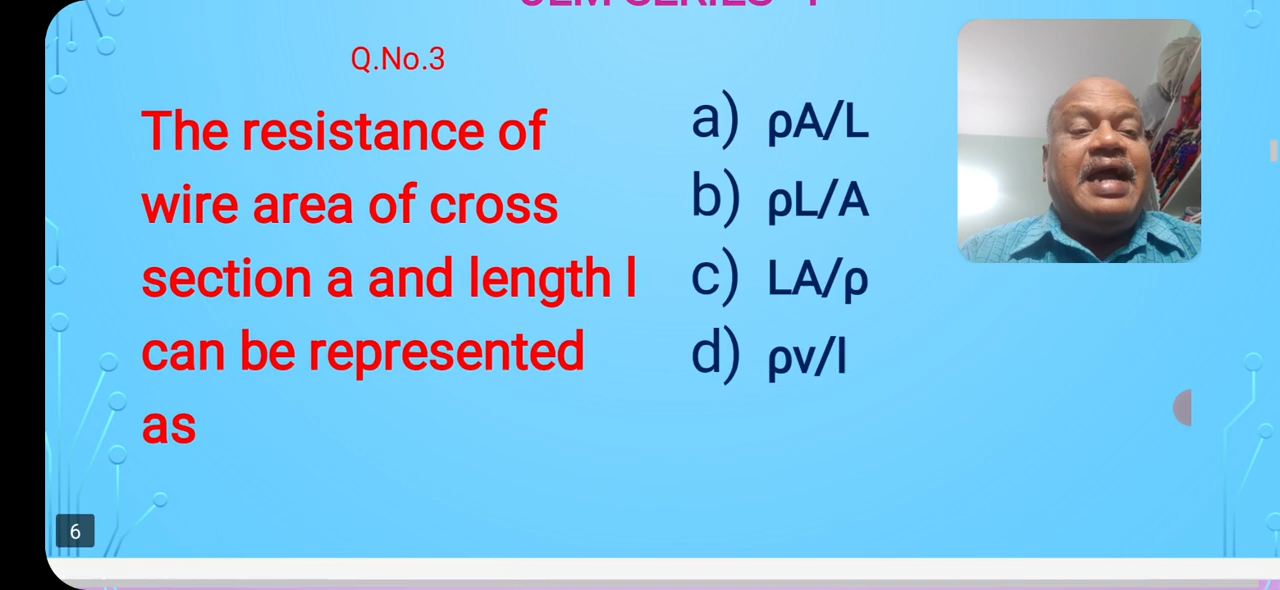 Q.No.3
The resistance of
wire area of cross
section a and length l
can be represented
as
a) ρA/L
b) ρL/A
c) LA/ρ
d) ρv/l
6